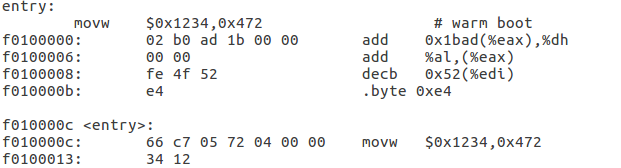 entry:
movw $0x1234,0x472 # warm boot
f0100000: 02 b0 ad 1b 00 00 add 0x1bad(%eax),%dh
f0100006: 00 00 add %al,(%eax)
f0100008: fe 4f 52 decb 0x52(%edi)
f010000b: e4 .byte 0xe4
f010000c <entry>:
f010000c: 66 c7 05 72 04 00 00 movw $0x1234,0x472
f0100013: 34 12